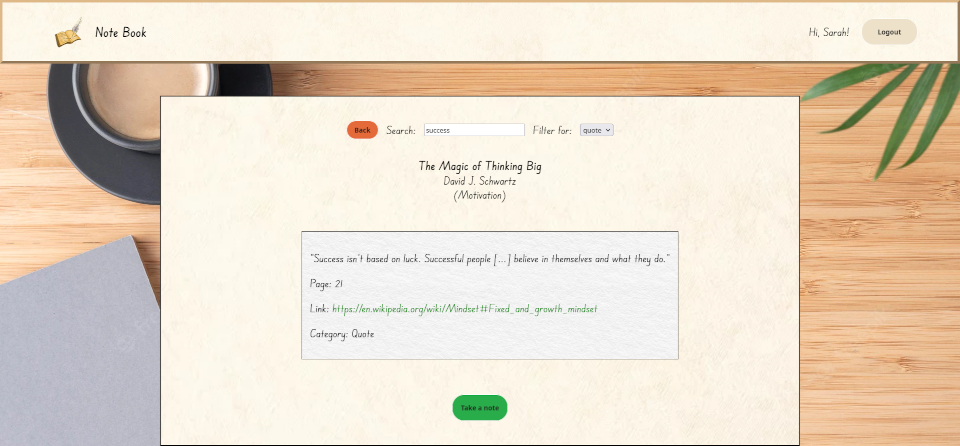 Note Book
Hi, Sarah!
Logout
Back
Search:
success
Filter for:
quote
The Magic of Thinking Big
David J. Schwartz
(Motivation)
"Success isn't based on luck. Successful people [...] believe in themselves and what they do."
Page: 21
Link: https://en.wikipedia.org/wiki/Mindset#Fixed_and_growth_mindset
Category: Quote
Take a note